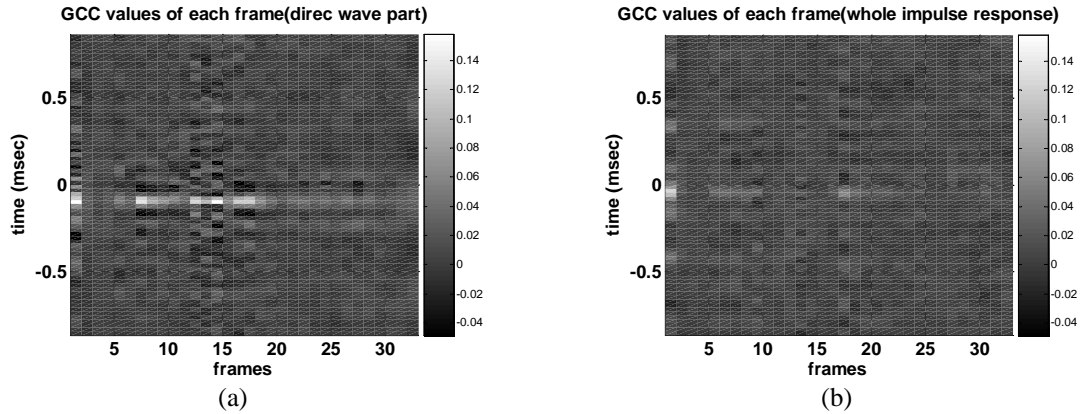 GCC values of each frame(direc wave part)
time (msec)
0.5
0
-0.5
5 10 15 20 25 30
frames
0.14
0.12
0.1
0.08
0.06
0.04
0.02
0
-0.02
-0.04
(a)
GCC values of each frame(whole impulse response)
time (msec)
0.5
0
-0.5
5 10 15 20 25 30
frames
0.14
0.12
0.1
0.08
0.06
0.04
0.02
0
-0.02
-0.04
(b)